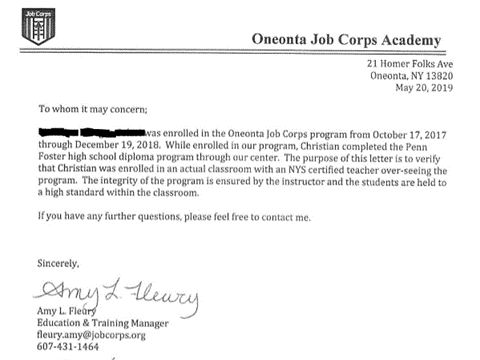 Job Corps
Oneonta Job Corps Academy
21 Homer Folks Ave
Oneonta, NY 13820
May 20, 2019
To whom it may concern;
was enrolled in the Oneonta Job Corps program from October 17, 2017
through December 19, 2018. While enrolled in our program, Christian completed the Penn
Foster high school diploma program through our center. The purpose of this letter is to verify
that Christian was enrolled in an actual classroom with an NYS certified teacher over-seeing the
program. The integrity of the program is ensured by the instructor and the students are held to
a high standard within the classroom.
If you have any further questions, please feel free to contact me.
Sincerely,
Amy L. Fleury
Amy L. Fleury
Education & Training Manager
fleury.amy@jobcorps.org
607-431-1464